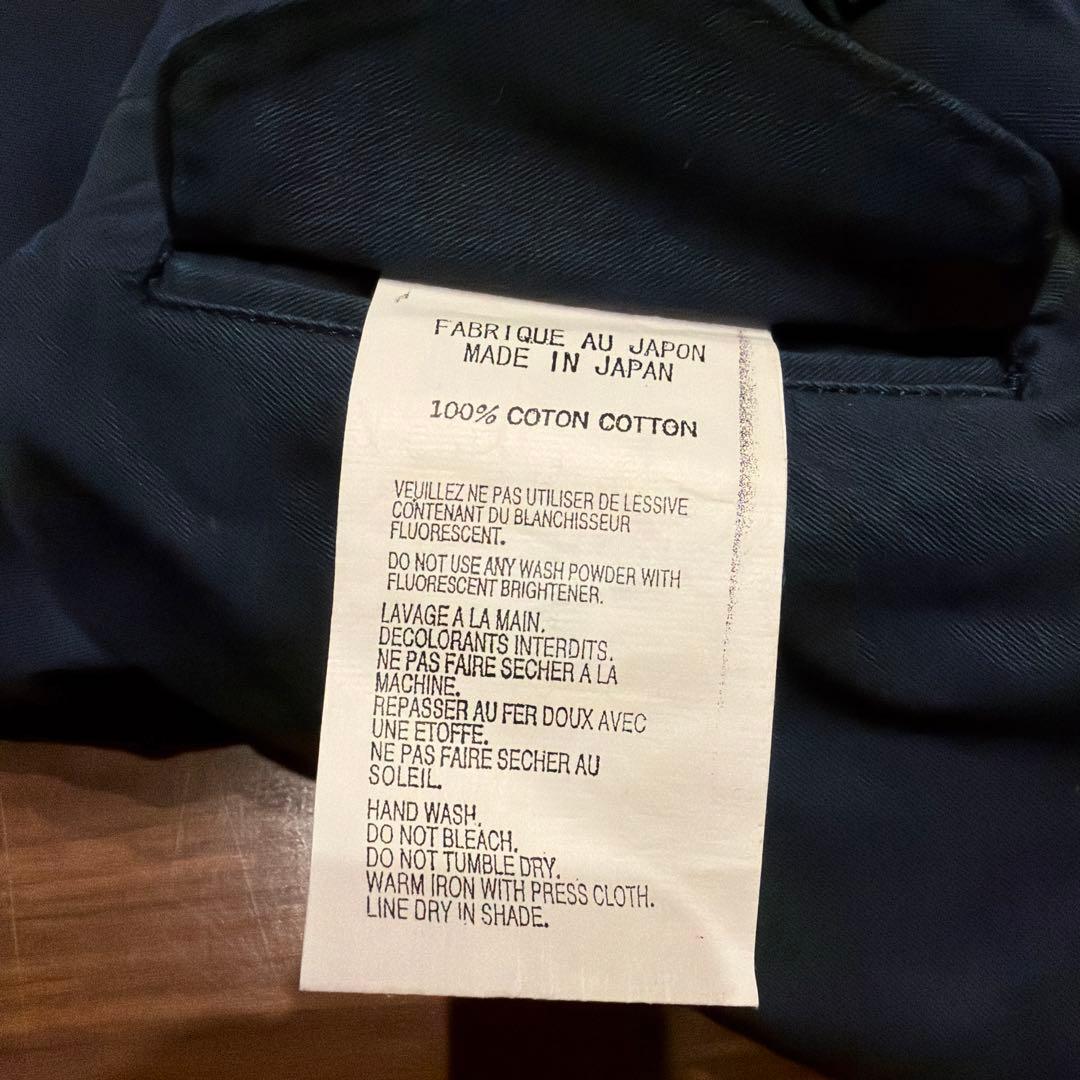 FABRIQUE AU JAPON
MADE IN JAPAN
100% COTON COTTON
VEUILLEZ NE PAS UTILISER DE LESSIVE
CONTENANT DU BLANCHISSEUR
FLUORESCENT.
DO NOT USE ANY WASH POWDER WITH
FLUORESCENT BRIGHTENER.
LAVAGE A LA MAIN.
DECOLORANTS INTERDITS.
NE PAS FAIRE SECHER A LA
MACHINE.
REPASSER AU FER DOUX AVEC
UNE ETOFFE.
NE PAS FAIRE SECHER AU
SOLEIL.
HAND WASH.
DO NOT BLEACH.
DO NOT TUMBLE DRY.
WARM IRON WITH PRESS CLOTH.
LINE DRY IN SHADE.